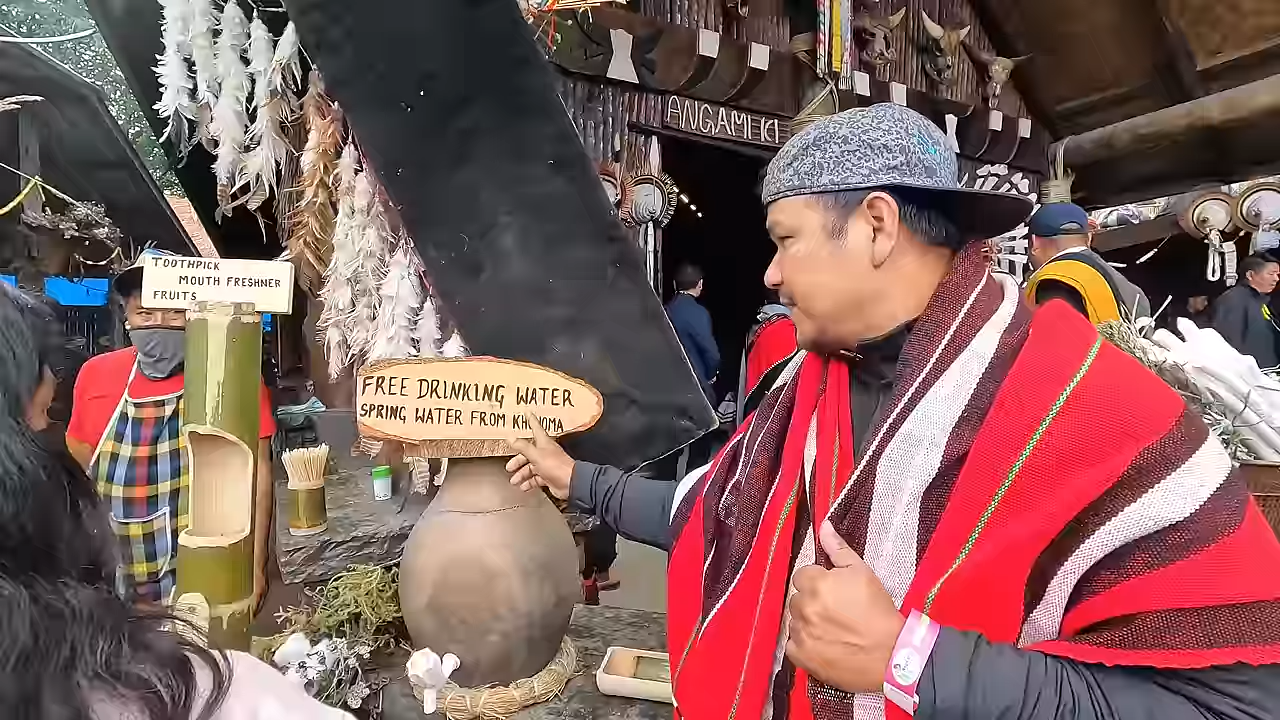 ANGAMI KI
TOOTHPICK
MOUTH FRESHNER
FRUITS
FREE DRINKING WATER
SPRING WATER FROM KHONOMA